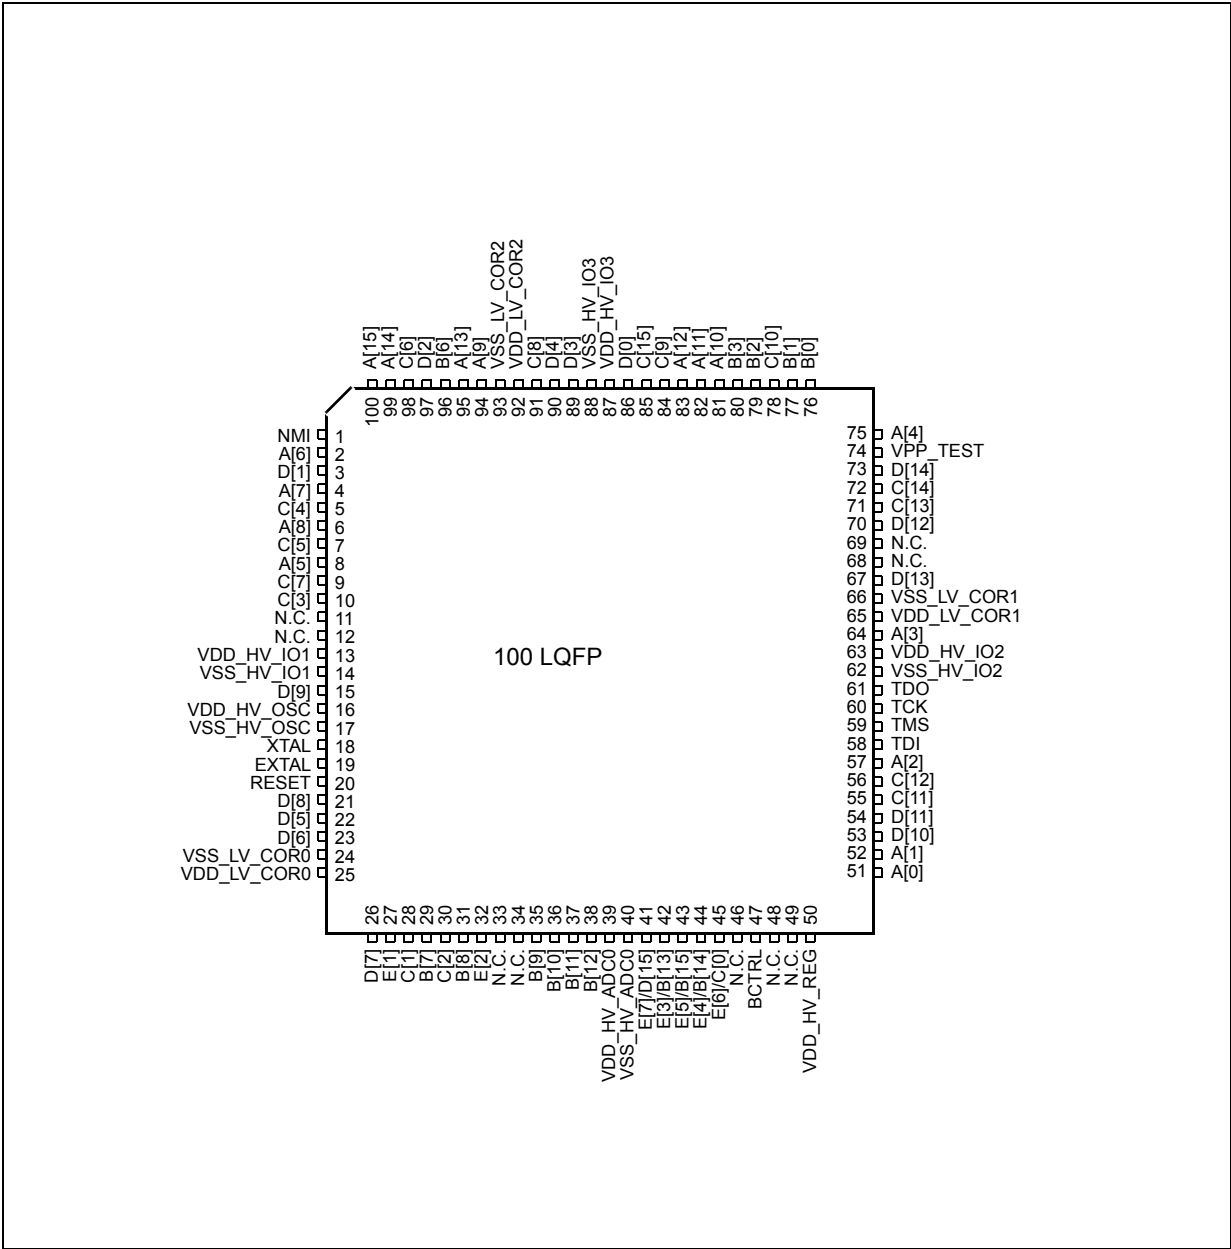 A[15]
A[14]
C[6]
D[2]
B[6]
A[13]
A[9]
VSS_LV_COR2
VDD_LV_COR2
C[8]
D[4]
D[3]
VSS_HV_IO3
VDD_HV_IO3
D[0]
C[15]
C[9]
A[12]
A[11]
A[10]
B[3]
B[2]
C[10]
B[1]
B[0]
100
99
98
97
96
95
94
93
92
91
90
89
88
87
86
85
84
83
82
81
80
79
78
77
76
NMI 1
A[6] 2
D[1] 3
A[7] 4
C[4] 5
A[8] 6
C[5] 7
A[5] 8
C[7] 9
C[3] 10
N.C. 11
N.C. 12
VDD_HV_IO1 13
VSS_HV_IO1 14
D[9] 15
VDD_HV_OSC 16
VSS_HV_OSC 17
XTAL 18
EXTAL 19
RESET 20
D[8] 21
D[5] 22
D[6] 23
VSS_LV_COR0 24
VDD_LV_COR0 25
100 LQFP
75 A[4]
74 VPP_TEST
73 D[14]
72 C[14]
71 C[13]
70 D[12]
69 N.C.
68 N.C.
67 D[13]
66 VSS_LV_COR1
65 VDD_LV_COR1
64 A[3]
63 VDD_HV_IO2
62 VSS_HV_IO2
61 TDO
60 TCK
59 TMS
58 TDI
57 A[2]
56 C[12]
55 C[11]
54 D[11]
53 D[10]
52 A[1]
51 A[0]
26
27
28
29
30
31
32
33
34
35
36
37
38
39
40
41
42
43
44
45
46
47
48
49
50
D[7]
E[1]
C[1]
B[7]
C[2]
B[8]
E[2]
N.C.
N.C.
B[9]
B[10]
B[11]
B[12]
VDD_HV_ADC0
VSS_HV_ADC0
E[7]/D[15]
E[3]/B[13]
E[5]/B[15]
E[4]/B[14]
E[6]/C[0]
N.C.
BCTRL
N.C.
N.C.
VDD_HV_REG